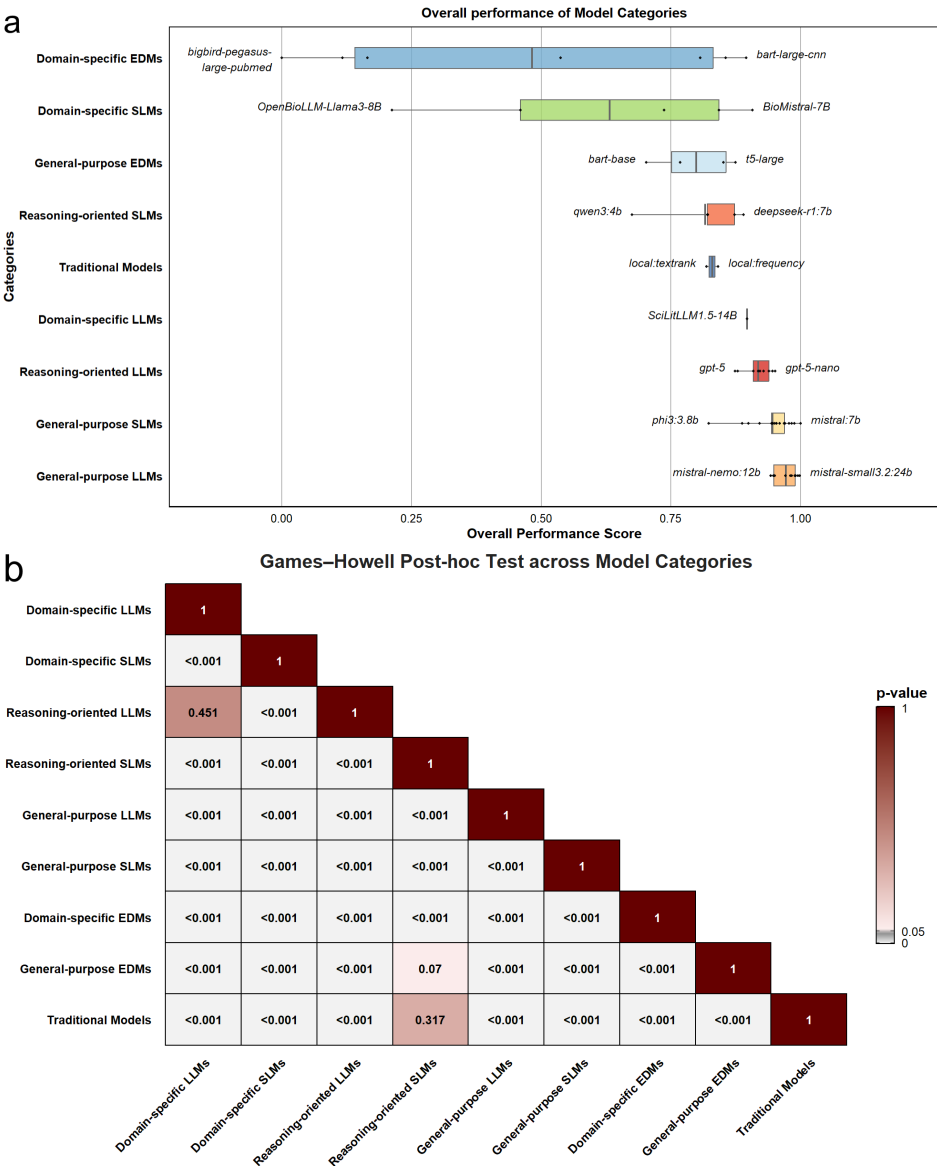 a
Overall performance of Model Categories
Categories
Domain-specific EDMs
bigbird-pegasus-
large-pubmed
bart-large-cnn
Domain-specific SLMs
OpenBioLLM-Llama3-8B
BioMistral-7B
General-purpose EDMs
bart-base
t5-large
Reasoning-oriented SLMs
qwen3:4b
deepseek-r1:7b
Traditional Models
local:textrank
local:frequency
Domain-specific LLMs
SciLitLLM1.5-14B
Reasoning-oriented LLMs
gpt-5
gpt-5-nano
General-purpose SLMs
phi3:3.8b
mistral:7b
General-purpose LLMs
mistral-nemo:12b
mistral-small3.2:24b
0.00 0.25 0.50 0.75 1.00
Overall Performance Score
b
Games–Howell Post-hoc Test across Model Categories
Domain-specific LLMs 1
Domain-specific SLMs <0.001 1
Reasoning-oriented LLMs 0.451 <0.001 1
Reasoning-oriented SLMs <0.001 <0.001 <0.001 1
General-purpose LLMs <0.001 <0.001 <0.001 <0.001 1
General-purpose SLMs <0.001 <0.001 <0.001 <0.001 <0.001 1
Domain-specific EDMs <0.001 <0.001 <0.001 <0.001 <0.001 <0.001 1
General-purpose EDMs <0.001 <0.001 <0.001 0.07 <0.001 <0.001 <0.001 1
Traditional Models <0.001 <0.001 <0.001 0.317 <0.001 <0.001 <0.001 <0.001 1
Domain-specific LLMs
Domain-specific SLMs
Reasoning-oriented LLMs
Reasoning-oriented SLMs
General-purpose LLMs
General-purpose SLMs
Domain-specific EDMs
General-purpose EDMs
Traditional Models
p-value
1
0.05
0